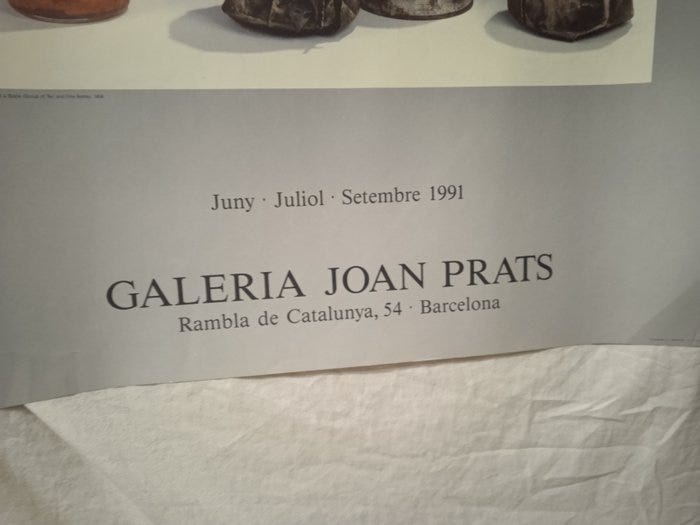 Juny · Juliol · Setembre 1991
GALERIA JOAN PRATS
Rambla de Catalunya, 54 · Barcelona